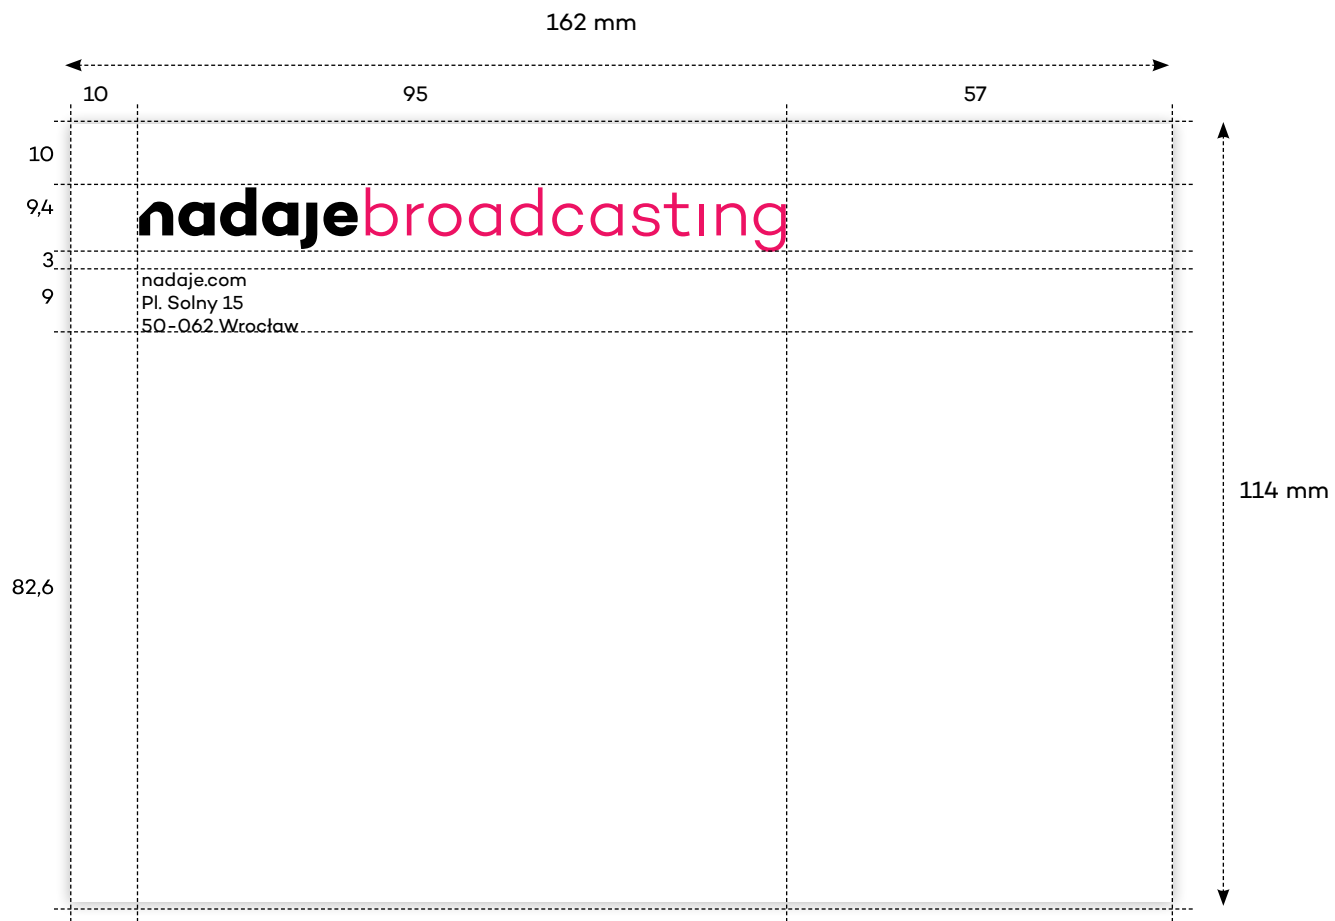 162 mm
10 95 57
10
9,4
nadajebroadcasting
3
nadaje.com
9
Pl. Solny 15
50-062 Wrocław
114 mm
82,6